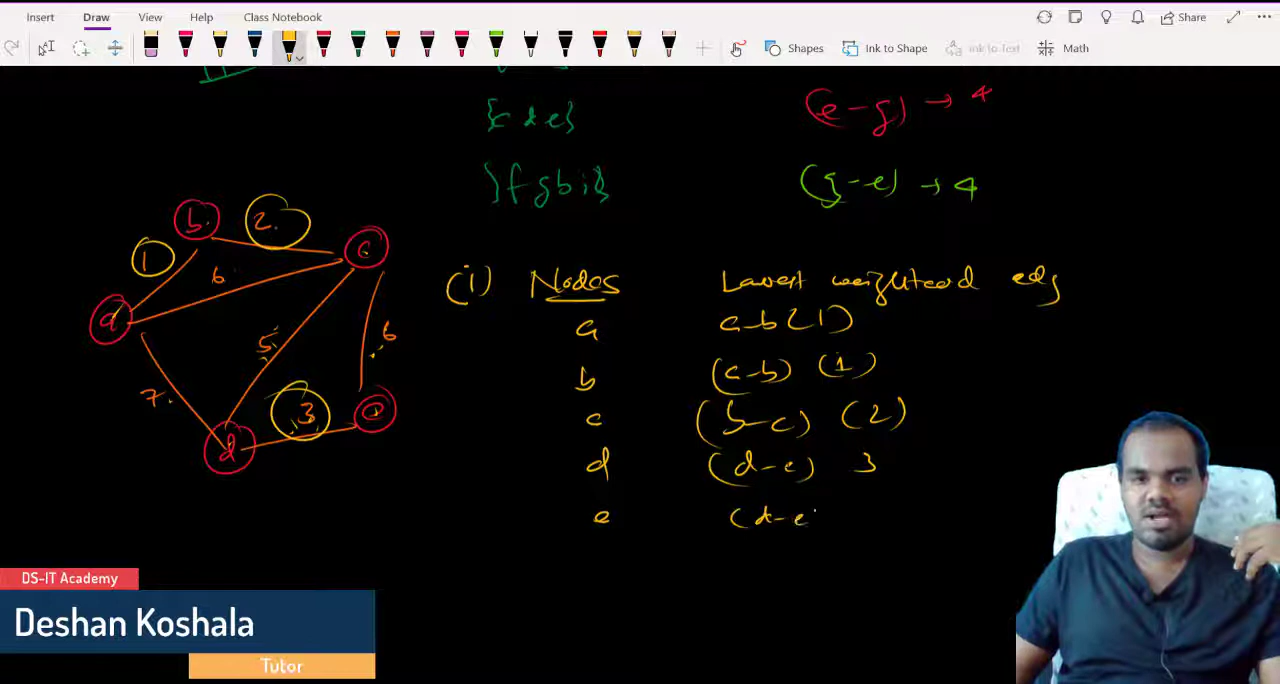 Insert Draw View Help Class Notebook Share
Shapes Ink to Shape Ink to Text Math
{c d e} (e-g) → 4
}f g b i} (g-e) → 4
b 2 c
1 6
a 5 6
7 3 e
d
(i) Nodes Lowest weighteerd edg
a a-b (1)
b (a-b) (1)
c (b-c) (2)
d (d-e) 3
e (d-e
DS-IT Academy
Deshan Koshala
Tutor